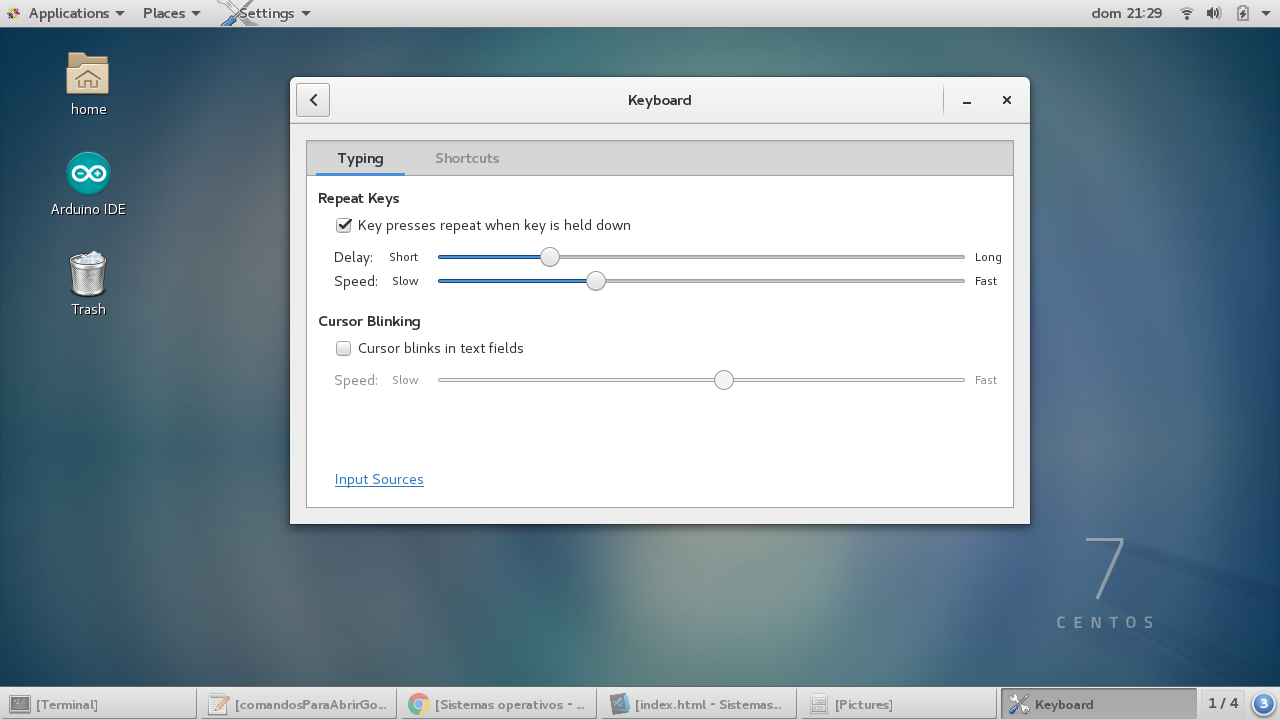 Applications Places Settings dom 21:29
home
Arduino IDE
Trash
Keyboard
Typing Shortcuts
Repeat Keys
Key presses repeat when key is held down
Delay: Short Long
Speed: Slow Fast
Cursor Blinking
Cursor blinks in text fields
Speed: Slow Fast
Input Sources
7
CENTOS
[Terminal] [comandosParaAbrirGo... [Sistemas operativos - ... [index.html - Sistemas... [Pictures] Keyboard 1 / 4 3